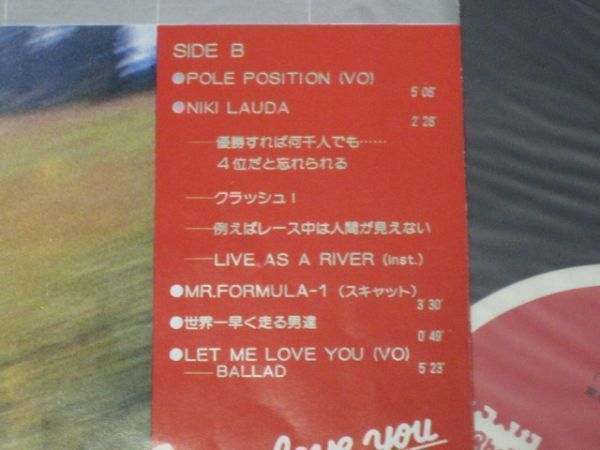 SIDE B
●POLE POSITION (VO)
5′08″
●NIKI LAUDA
2′28″
——優勝すれば何千人でも……
４位だと忘れられる
——クラッシュ！
——例えばレース中は人間が見えない
——LIVE AS A RIVER (inst.)
●MR.FORMULA-1 (スキャット)
3′30″
●世界一早く走る男達
0′49″
●LET ME LOVE YOU (VO)
——BALLAD
5′23″
love you